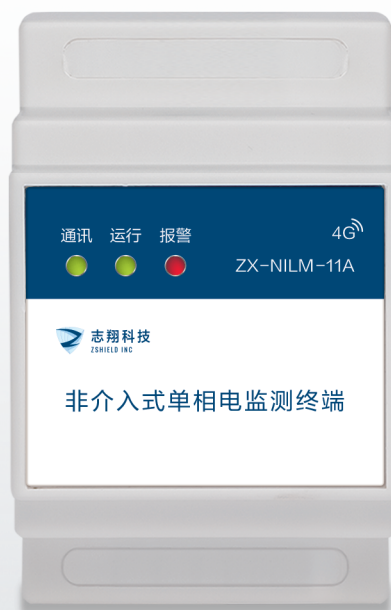 4G
通讯 运行 报警
ZX-NILM-11A
志翔科技
ZSHIELD INC
非介入式单相电监测终端